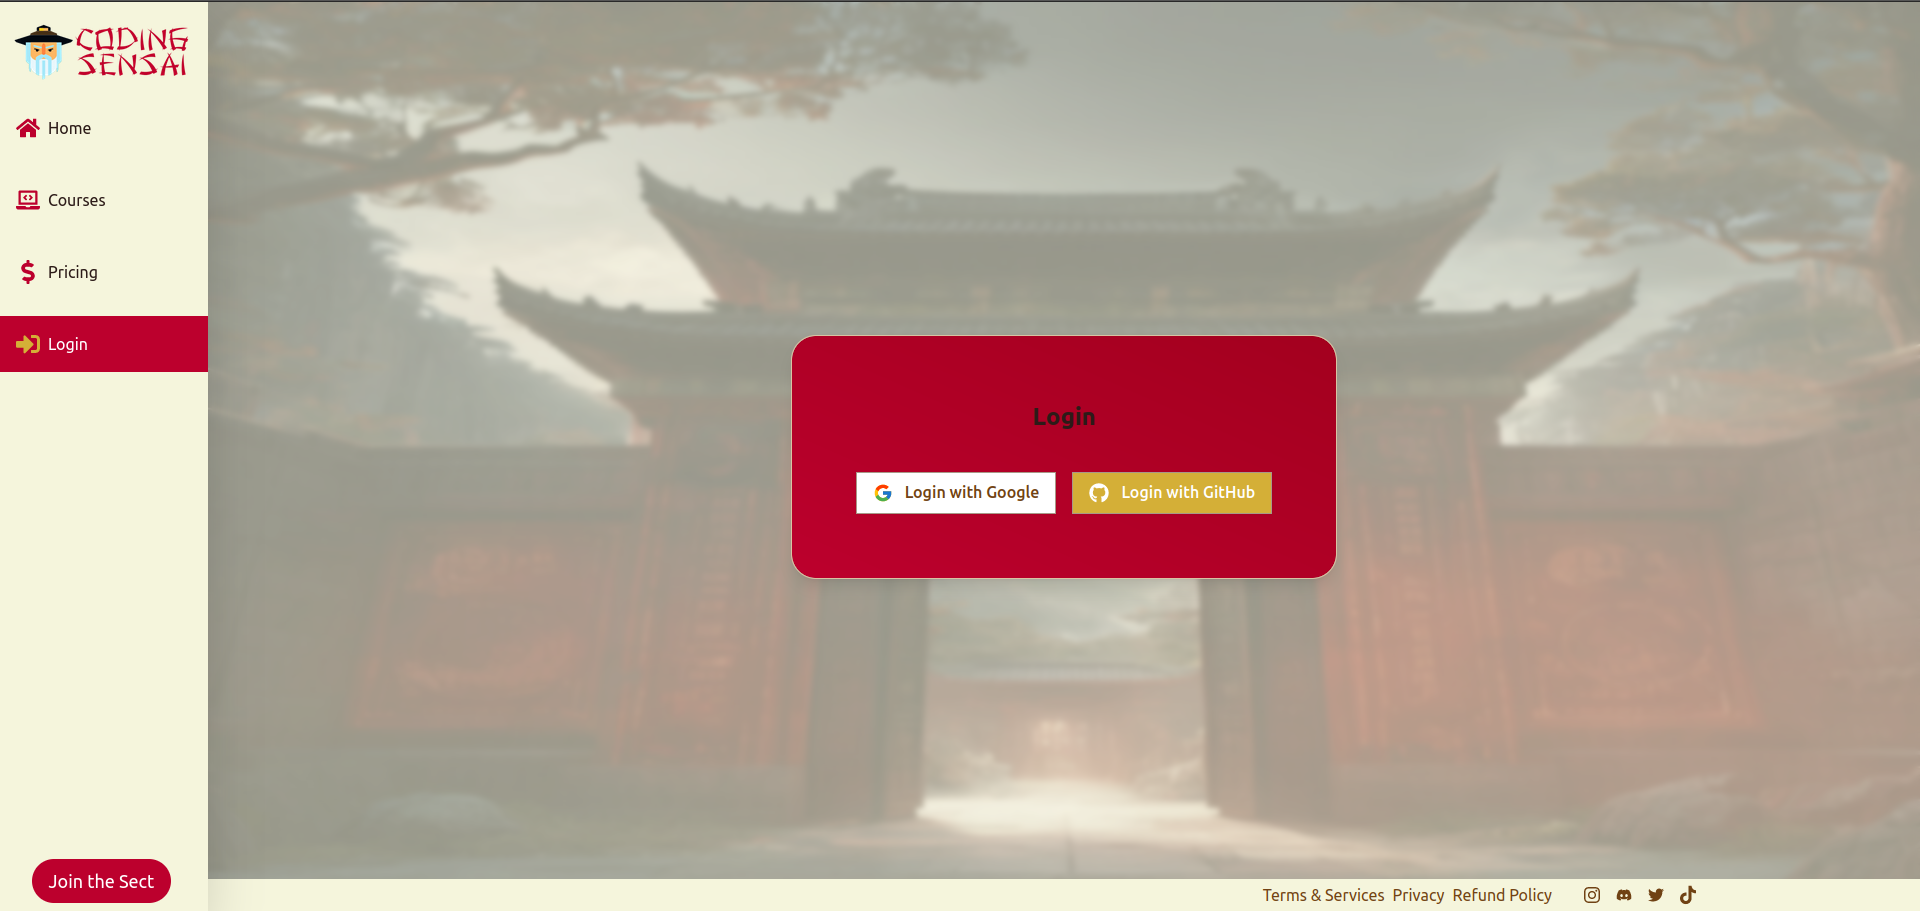 CODING
SENSAI
Home
Courses
Pricing
Login
Join the Sect
Login
Login with Google
Login with GitHub
Terms & Services Privacy Refund Policy